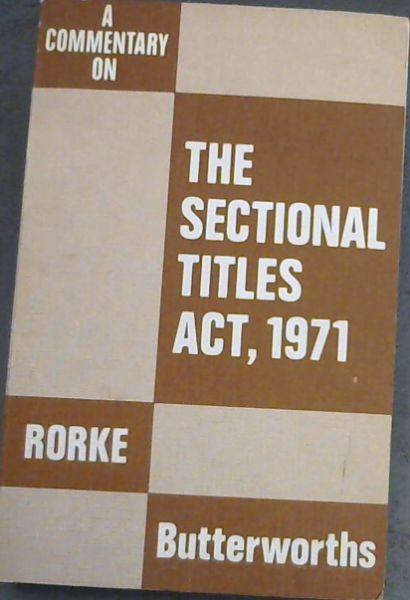 A
COMMENTARY
ON
THE
SECTIONAL
TITLES
ACT, 1971
RORKE
Butterworths